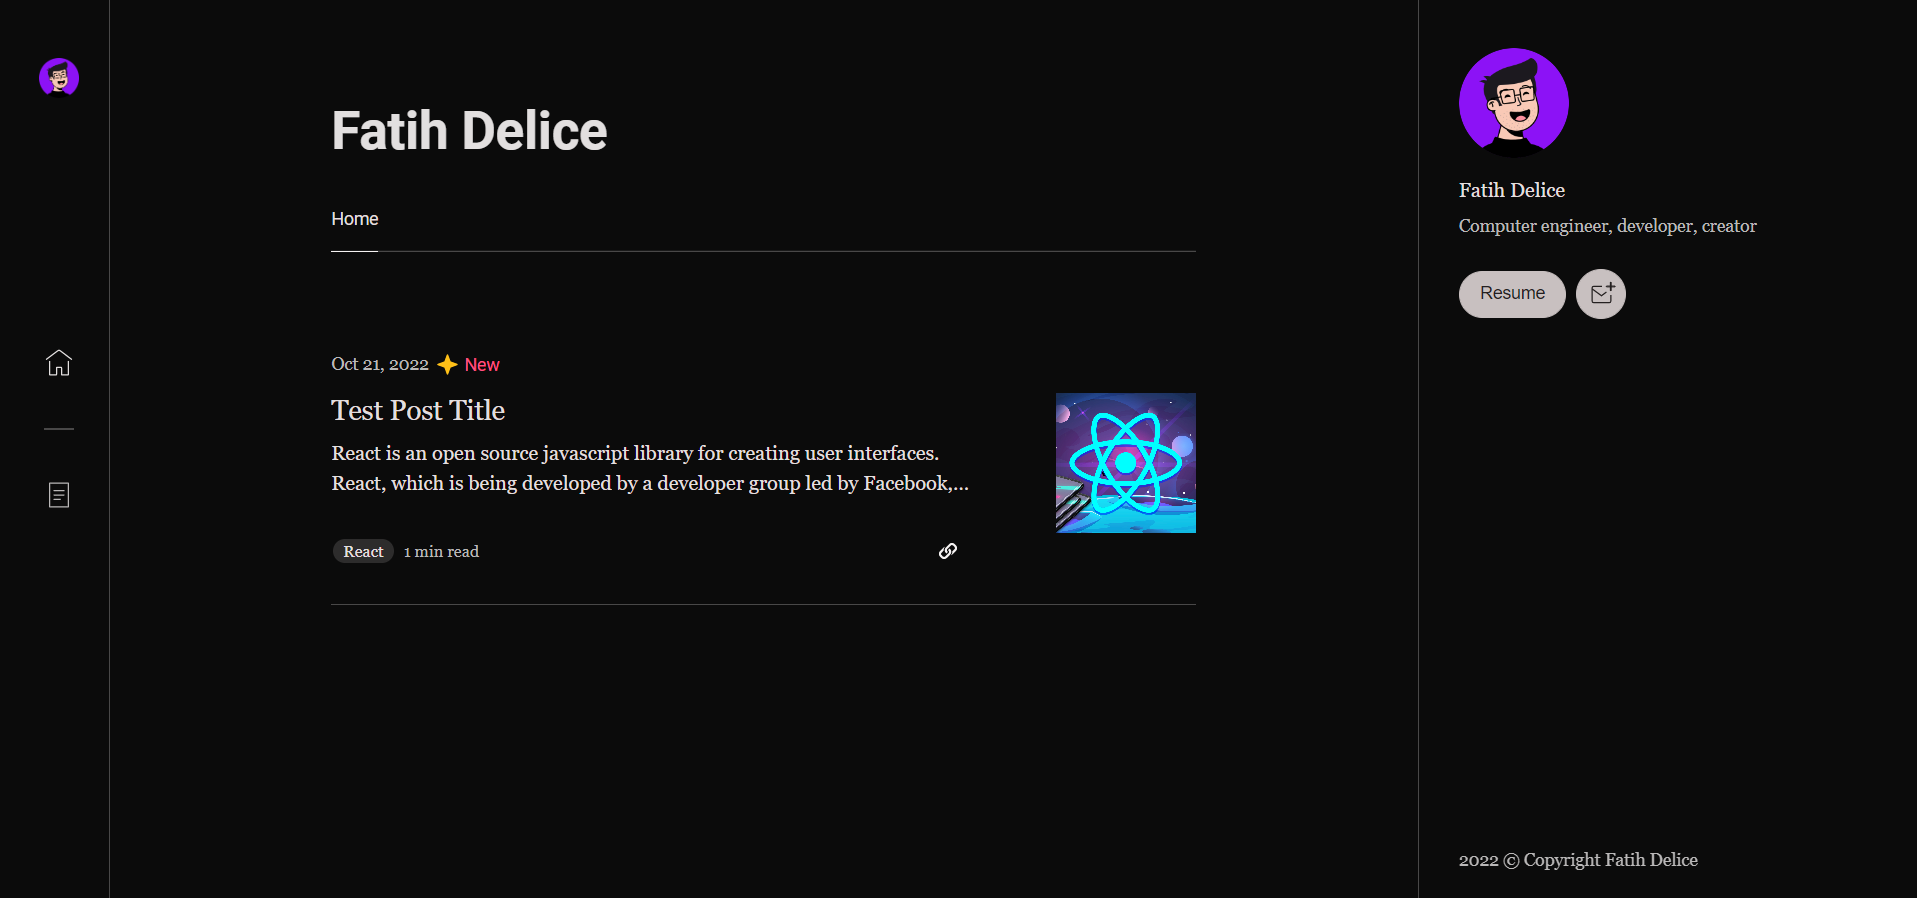 Fatih Delice
Home
Oct 21, 2022 New
Test Post Title
React is an open source javascript library for creating user interfaces.
React, which is being developed by a developer group led by Facebook,...
React 1 min read
Fatih Delice
Computer engineer, developer, creator
Resume
2022 © Copyright Fatih Delice